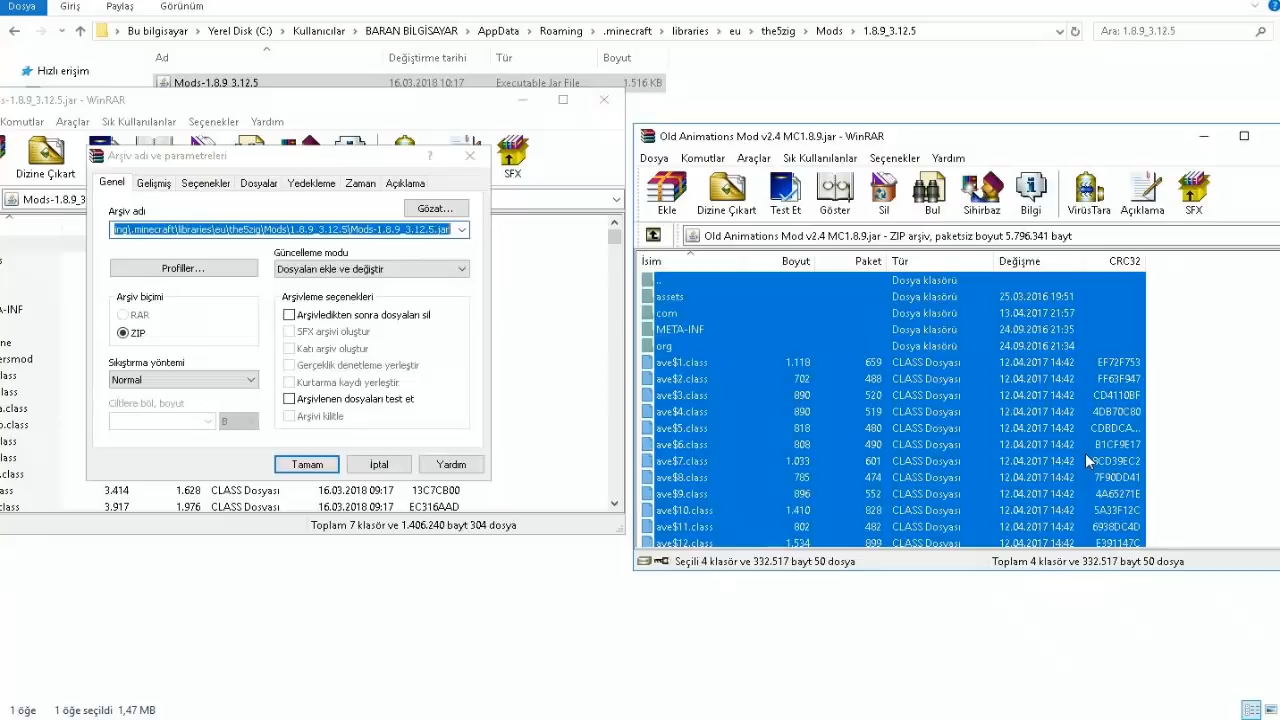 Dosya Giriş Paylaş Görünüm
Bu bilgisayar Yerel Disk (C:) Kullanıcılar BARAN BİLGİSAYAR AppData Roaming .minecraft libraries eu the5zig Mods 1.8.9_3.12.5
Ara: 1.8.9_3.12.5
Hızlı erişim
Ad Değiştirme tarihi Tür Boyut
Mods-1.8.9_3.12.5 16.03.2018 10:17 Executable Jar File 1.516 KB
s-1.8.9_3.12.5.jar - WinRAR
Komutlar Araçlar Sık Kullanılanlar Seçenekler Yardım
Dizine Çıkart SFX
Mods-1.8.9_3
Arşiv adı ve parametreleri
Genel Gelişmiş Seçenekler Dosyalar Yedekleme Zaman Açıklama
Arşiv adı
Gözat...
ing\.minecraft\libraries\eu\the5zig\Mods\1.8.9_3.12.5\Mods-1.8.9_3.12.5.jar
Profiller...
Güncelleme modu
Dosyaları ekle ve değiştir
Arşiv biçimi
RAR
ZIP
Sıkıştırma yöntemi
Normal
Ciltlere böl, boyut
B
Arşivleme seçenekleri
Arşivledikten sonra dosyaları sil
SFX arşivi oluştur
Katı arşiv oluştur
Gerçeklik denetleme yerleştir
Kurtarma kaydı yerleştir
Arşivlenen dosyaları test et
Arşivi kilitle
Tamam İptal Yardım
A-INF
ne
ersmod
lass
a.class
ass
class
ass
s.class
lass 3.414 1.628 CLASS Dosyası 16.03.2018 09:17 13C7CB00
ass 3.917 1.976 CLASS Dosyası 16.03.2018 09:17 EC316AAD
Toplam 7 klasör ve 1.406.240 bayt 304 dosya
Old Animations Mod v2.4 MC1.8.9.jar - WinRAR
Dosya Komutlar Araçlar Sık Kullanılanlar Seçenekler Yardım
Ekle Dizine Çıkart Test Et Göster Sil Bul Sihirbaz Bilgi VirüsTara Açıklama SFX
Old Animations Mod v2.4 MC1.8.9.jar - ZIP arşiv, paketsiz boyut 5.796.341 bayt
İsim Boyut Paket Tür Değişme CRC32
.. Dosya klasörü
assets Dosya klasörü 25.03.2016 19:51
com Dosya klasörü 13.04.2017 21:57
META-INF Dosya klasörü 24.09.2016 21:35
org Dosya klasörü 24.09.2016 21:34
ave$1.class 1.118 659 CLASS Dosyası 12.04.2017 14:42 EF72F753
ave$2.class 702 488 CLASS Dosyası 12.04.2017 14:42 FF63F947
ave$3.class 890 520 CLASS Dosyası 12.04.2017 14:42 CD4110BF
ave$4.class 890 519 CLASS Dosyası 12.04.2017 14:42 4DB70C80
ave$5.class 818 480 CLASS Dosyası 12.04.2017 14:42 CDBDCA...
ave$6.class 808 490 CLASS Dosyası 12.04.2017 14:42 B1CF9E17
ave$7.class 1.033 601 CLASS Dosyası 12.04.2017 14:42 9CD39EC2
ave$8.class 785 474 CLASS Dosyası 12.04.2017 14:42 7F90DD41
ave$9.class 896 552 CLASS Dosyası 12.04.2017 14:42 4A65271E
ave$10.class 1.410 828 CLASS Dosyası 12.04.2017 14:42 5A33F12C
ave$11.class 802 482 CLASS Dosyası 12.04.2017 14:42 6938DC4D
ave$12.class 1.534 899 CLASS Dosyası 12.04.2017 14:42 E391147C
Seçili 4 klasör ve 332.517 bayt 50 dosya Toplam 4 klasör ve 332.517 bayt 50 dosya
1 öğe 1 öğe seçildi 1,47 MB